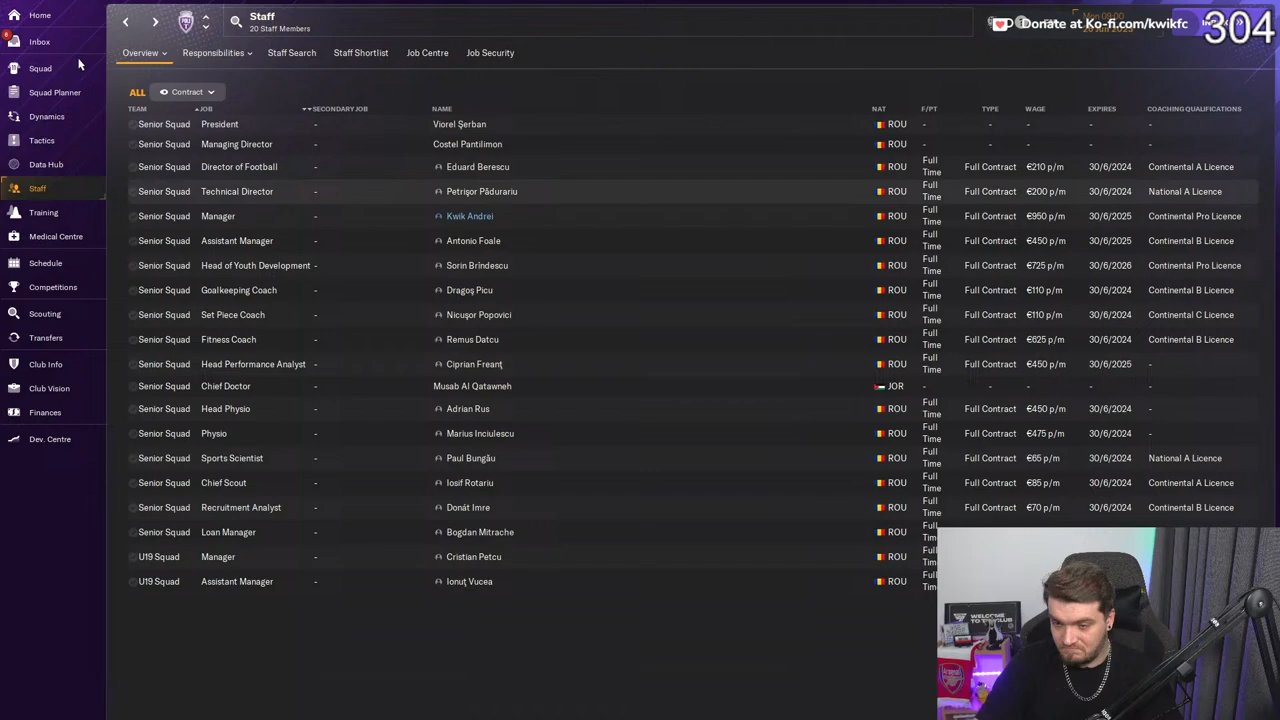 Home
6
Inbox
Squad
Squad Planner
Dynamics
Tactics
Data Hub
Staff
Training
Medical Centre
Schedule
Competitions
Scouting
Transfers
Club Info
Club Vision
Finances
Dev. Centre
POLI
Staff
20 Staff Members
Donate at Ko-fi.com/kwikfc
Mon 09:00
304
Overview
Responsibilities
Staff Search
Staff Shortlist
Job Centre
Job Security
ALL
Contract
TEAM JOB SECONDARY JOB NAME NAT F/PT TYPE WAGE EXPIRES COACHING QUALIFICATIONS
Senior Squad President - Viorel Şerban ROU - - - - -
Senior Squad Managing Director - Costel Pantilimon ROU - - - - -
Senior Squad Director of Football - Eduard Berescu ROU Full Time Full Contract €210 p/m 30/6/2024 Continental A Licence
Senior Squad Technical Director - Petrişor Pădurariu ROU Full Time Full Contract €200 p/m 30/6/2024 National A Licence
Senior Squad Manager - Kwik Andrei ROU Full Time Full Contract €950 p/m 30/6/2025 Continental Pro Licence
Senior Squad Assistant Manager - Antonio Foale ROU Full Time Full Contract €450 p/m 30/6/2025 Continental B Licence
Senior Squad Head of Youth Development - Sorin Brîndescu ROU Full Time Full Contract €725 p/m 30/6/2026 Continental Pro Licence
Senior Squad Goalkeeping Coach - Dragoş Picu ROU Full Time Full Contract €110 p/m 30/6/2024 Continental B Licence
Senior Squad Set Piece Coach - Nicuşor Popovici ROU Full Time Full Contract €110 p/m 30/6/2024 Continental C Licence
Senior Squad Fitness Coach - Remus Datcu ROU Full Time Full Contract €625 p/m 30/6/2024 Continental B Licence
Senior Squad Head Performance Analyst - Ciprian Freanţ ROU Full Time Full Contract €450 p/m 30/6/2025 -
Senior Squad Chief Doctor - Musab Al Qatawneh JOR - - - - -
Senior Squad Head Physio - Adrian Rus ROU Full Time Full Contract €450 p/m 30/6/2024 -
Senior Squad Physio - Marius Inciulescu ROU Full Time Full Contract €475 p/m 30/6/2024 -
Senior Squad Sports Scientist - Paul Bungău ROU Full Time Full Contract €65 p/m 30/6/2024 National A Licence
Senior Squad Chief Scout - Iosif Rotariu ROU Full Time Full Contract €85 p/m 30/6/2024 Continental A Licence
Senior Squad Recruitment Analyst - Donát Imre ROU Full Time Full Contract €70 p/m 30/6/2024 Continental B Licence
Senior Squad Loan Manager - Bogdan Mitrache ROU Full Time
U19 Squad Manager - Cristian Petcu ROU Full Time
U19 Squad Assistant Manager - Ionuţ Vucea ROU Full Time
WELCOME